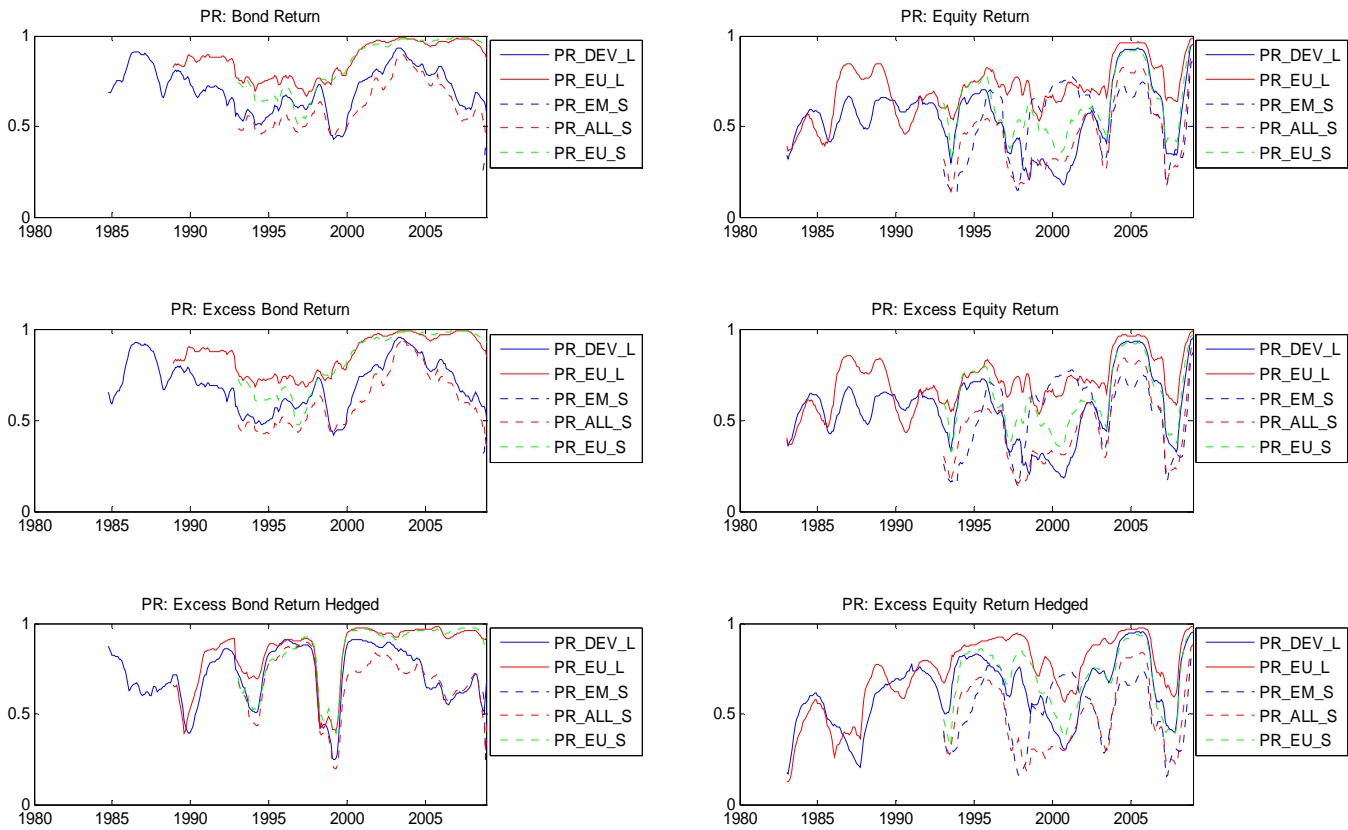 PR: Bond Return
1
0.5
0
1980 1985 1990 1995 2000 2005
PR_DEV_L
PR_EU_L
PR_EM_S
PR_ALL_S
PR_EU_S
PR: Equity Return
1
0.5
0
1980 1985 1990 1995 2000 2005
PR_DEV_L
PR_EU_L
PR_EM_S
PR_ALL_S
PR_EU_S
PR: Excess Bond Return
1
0.5
0
1980 1985 1990 1995 2000 2005
PR_DEV_L
PR_EU_L
PR_EM_S
PR_ALL_S
PR_EU_S
PR: Excess Equity Return
1
0.5
0
1980 1985 1990 1995 2000 2005
PR_DEV_L
PR_EU_L
PR_EM_S
PR_ALL_S
PR_EU_S
PR: Excess Bond Return Hedged
1
0.5
0
1980 1985 1990 1995 2000 2005
PR_DEV_L
PR_EU_L
PR_EM_S
PR_ALL_S
PR_EU_S
PR: Excess Equity Return Hedged
1
0.5
0
1980 1985 1990 1995 2000 2005
PR_DEV_L
PR_EU_L
PR_EM_S
PR_ALL_S
PR_EU_S